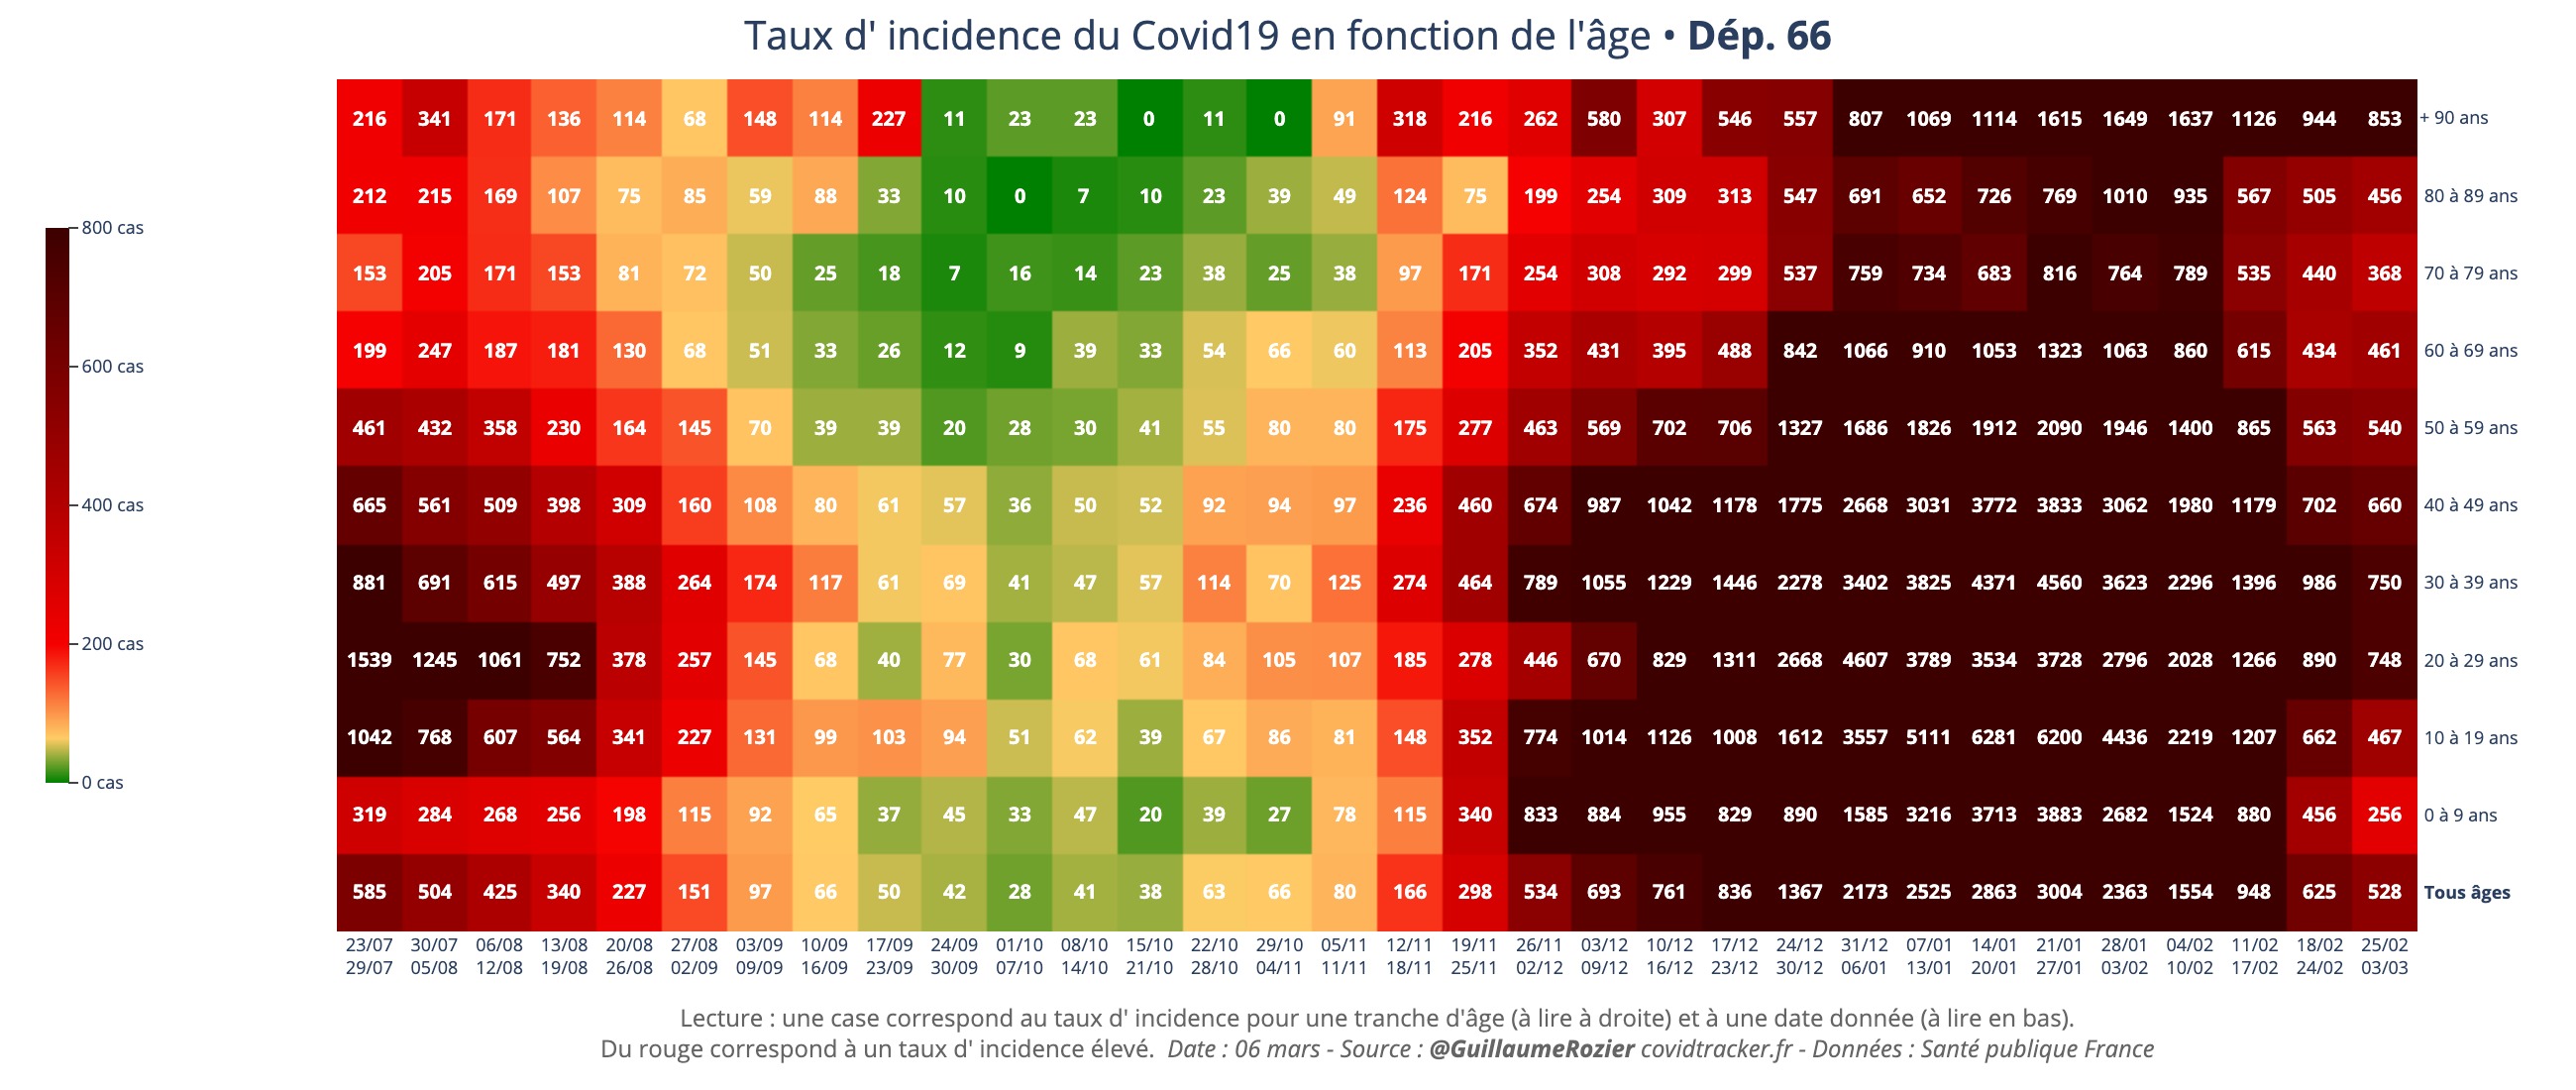 Taux d' incidence du Covid19 en fonction de l'âge • Dép. 66
800 cas
600 cas
400 cas
200 cas
0 cas
216 341 171 136 114 68 148 114 227 11 23 23 0 11 0 91 318 216 262 580 307 546 557 807 1069 1114 1615 1649 1637 1126 944 853 + 90 ans
212 215 169 107 75 85 59 88 33 10 0 7 10 23 39 49 124 75 199 254 309 313 547 691 652 726 769 1010 935 567 505 456 80 à 89 ans
153 205 171 153 81 72 50 25 18 7 16 14 23 38 25 38 97 171 254 308 292 299 537 759 734 683 816 764 789 535 440 368 70 à 79 ans
199 247 187 181 130 68 51 33 26 12 9 39 33 54 66 60 113 205 352 431 395 488 842 1066 910 1053 1323 1063 860 615 434 461 60 à 69 ans
461 432 358 230 164 145 70 39 39 20 28 30 41 55 80 80 175 277 463 569 702 706 1327 1686 1826 1912 2090 1946 1400 865 563 540 50 à 59 ans
665 561 509 398 309 160 108 80 61 57 36 50 52 92 94 97 236 460 674 987 1042 1178 1775 2668 3031 3772 3833 3062 1980 1179 702 660 40 à 49 ans
881 691 615 497 388 264 174 117 61 69 41 47 57 114 70 125 274 464 789 1055 1229 1446 2278 3402 3825 4371 4560 3623 2296 1396 986 750 30 à 39 ans
1539 1245 1061 752 378 257 145 68 40 77 30 68 61 84 105 107 185 278 446 670 829 1311 2668 4607 3789 3534 3728 2796 2028 1266 890 748 20 à 29 ans
1042 768 607 564 341 227 131 99 103 94 51 62 39 67 86 81 148 352 774 1014 1126 1008 1612 3557 5111 6281 6200 4436 2219 1207 662 467 10 à 19 ans
319 284 268 256 198 115 92 65 37 45 33 47 20 39 27 78 115 340 833 884 955 829 890 1585 3216 3713 3883 2682 1524 880 456 256 0 à 9 ans
585 504 425 340 227 151 97 66 50 42 28 41 38 63 66 80 166 298 534 693 761 836 1367 2173 2525 2863 3004 2363 1554 948 625 528 Tous âges
23/07 30/07 06/08 13/08 20/08 27/08 03/09 10/09 17/09 24/09 01/10 08/10 15/10 22/10 29/10 05/11 12/11 19/11 26/11 03/12 10/12 17/12 24/12 31/12 07/01 14/01 21/01 28/01 04/02 11/02 18/02 25/02
29/07 05/08 12/08 19/08 26/08 02/09 09/09 16/09 23/09 30/09 07/10 14/10 21/10 28/10 04/11 11/11 18/11 25/11 02/12 09/12 16/12 23/12 30/12 06/01 13/01 20/01 27/01 03/02 10/02 17/02 24/02 03/03
Lecture : une case correspond au taux d' incidence pour une tranche d'âge (à lire à droite) et à une date donnée (à lire en bas).
Du rouge correspond à un taux d' incidence élevé. Date : 06 mars - Source : @GuillaumeRozier covidtracker.fr - Données : Santé publique France